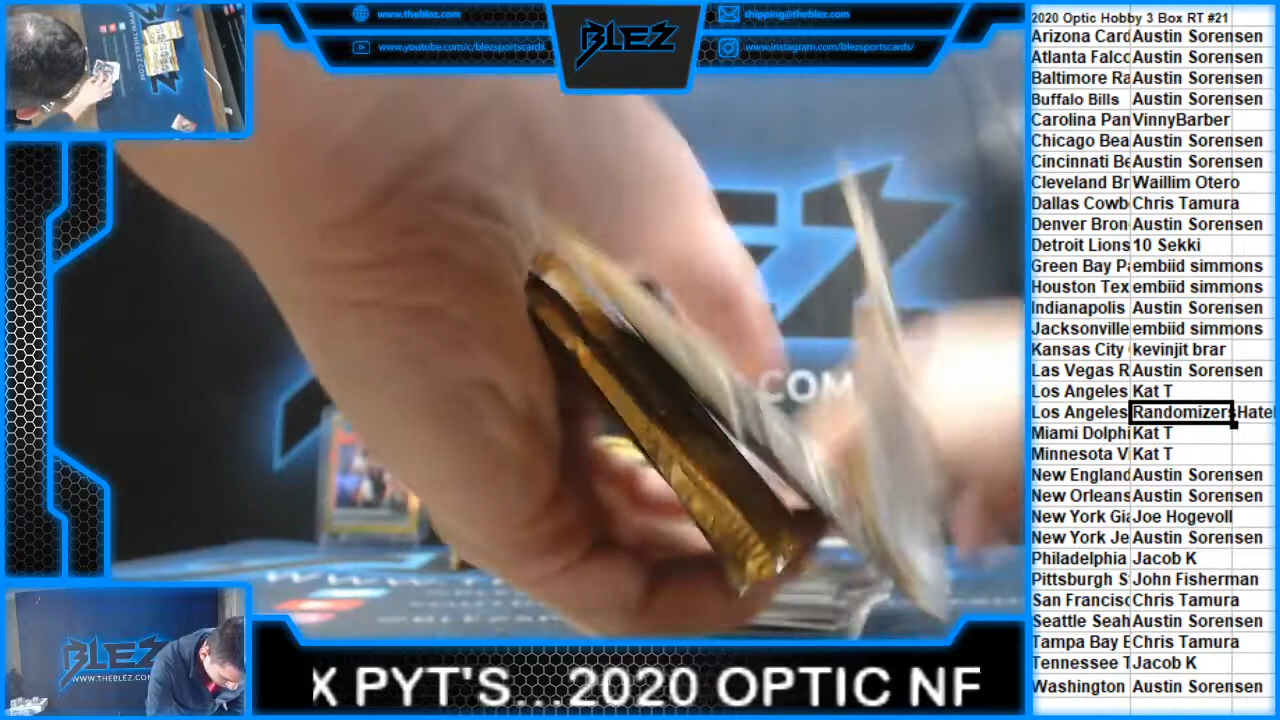 www.theblez.com
www.youtube.com/c/blezsportscards
BLEZ
shipping@theblez.com
www.instagram.com/blezsportscards/
2020 Optic Hobby 3 Box RT #21
Arizona Card Austin Sorensen
Atlanta Falco Austin Sorensen
Baltimore Ra Austin Sorensen
Buffalo Bills Austin Sorensen
Carolina Pan VinnyBarber
Chicago Bea Austin Sorensen
Cincinnati Be Austin Sorensen
Cleveland Br Waillim Otero
Dallas Cowb Chris Tamura
Denver Bron Austin Sorensen
Detroit Lions 10 Sekki
Green Bay P embiid simmons
Houston Tex embiid simmons
Indianapolis Austin Sorensen
Jacksonville embiid simmons
Kansas City kevinjit brar
Las Vegas R Austin Sorensen
Los Angeles Kat T
Los Angeles RandomizersHate
Miami Dolphi Kat T
Minnesota Vi Kat T
New England Austin Sorensen
New Orleans Austin Sorensen
New York Gia Joe Hogevoll
New York Je Austin Sorensen
Philadelphia Jacob K
Pittsburgh S John Fisherman
San Francisc Chris Tamura
Seattle Seah Austin Sorensen
Tampa Bay B Chris Tamura
Tennessee T Jacob K
Washington Austin Sorensen
.COM
BLEZ
WWW.THEBLEZ.COM
X PYT'S...2020 OPTIC NF